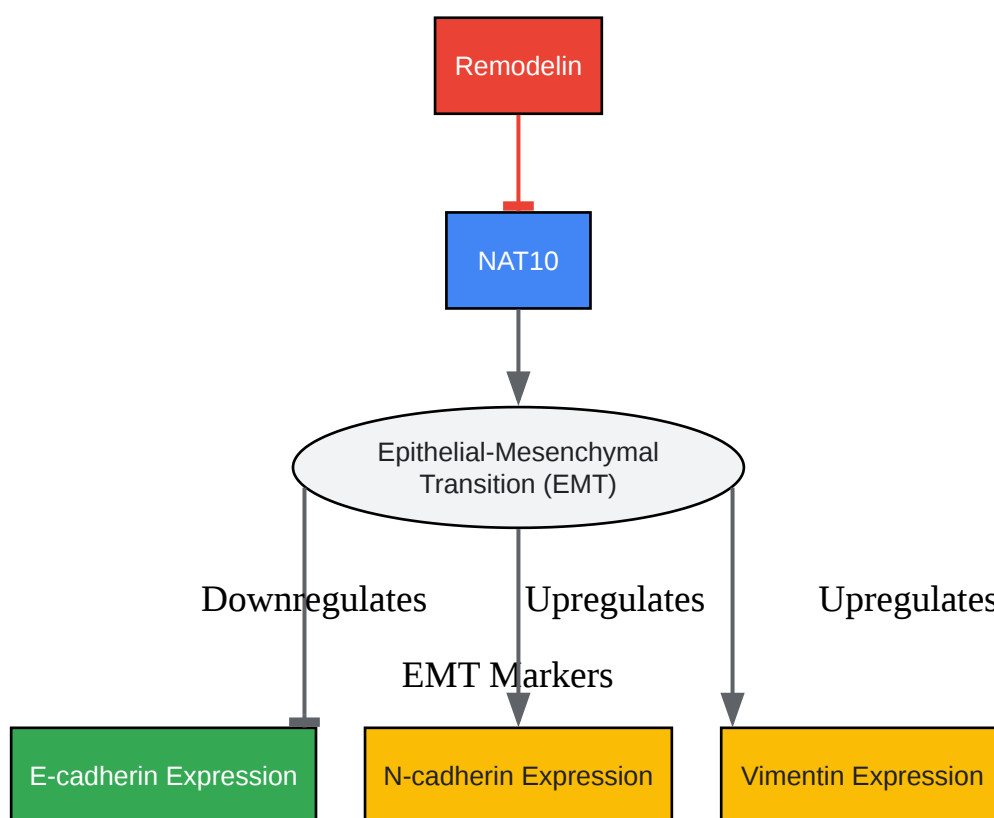 Remodelin
NAT10
Epithelial-Mesenchymal
Transition (EMT)
Downregulates
Upregulates
Upregulates
EMT Markers
E-cadherin Expression
N-cadherin Expression
Vimentin Expression